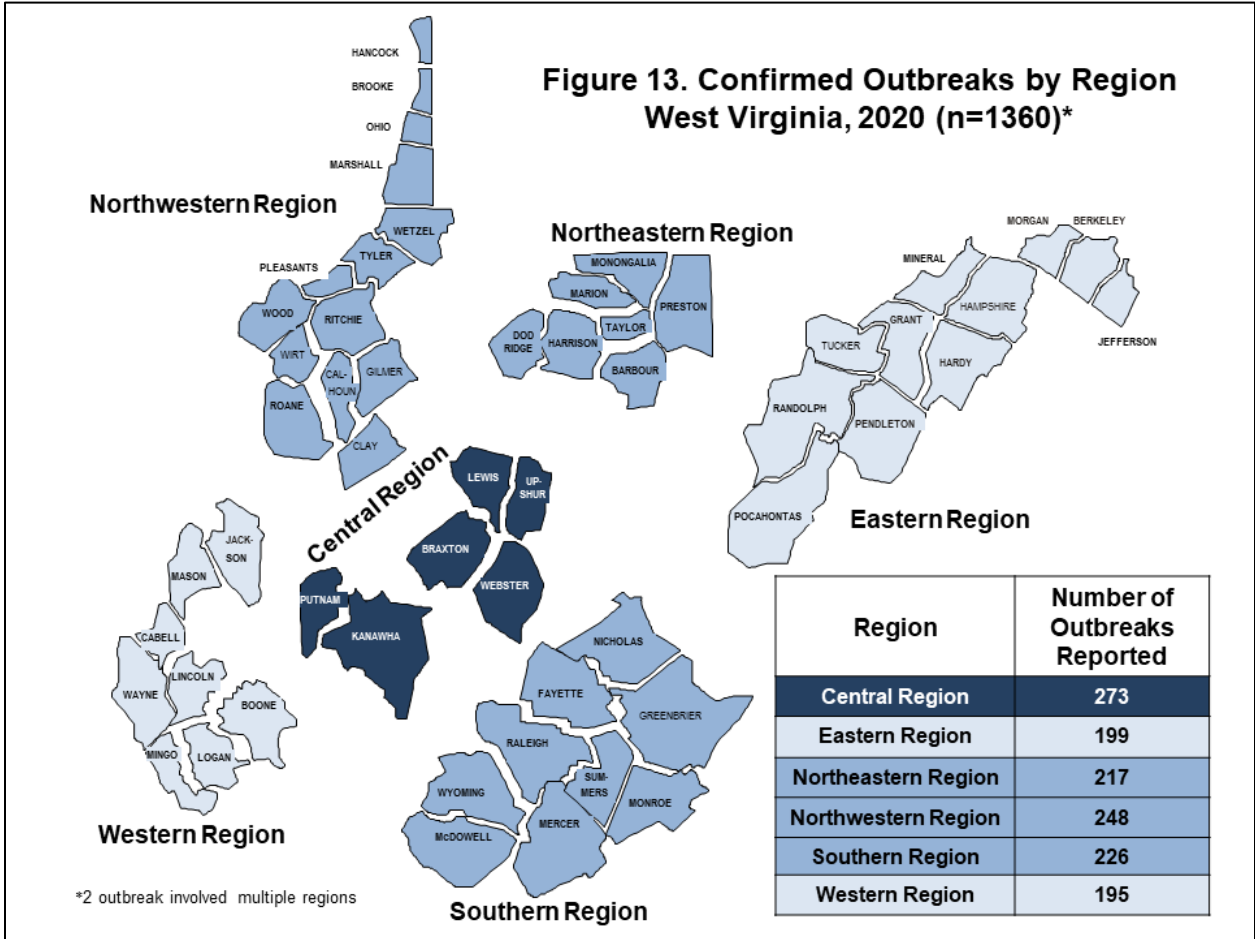 Figure 13. Confirmed Outbreaks by Region
West Virginia, 2020 (n=1360)*
HANCOCK
BROOKE
OHIO
MARSHALL
Northwestern Region
WETZEL
TYLER
PLEASANTS
WOOD
RITCHIE
WIRT
CAL-
HOUN
GILMER
ROANE
CLAY
Northeastern Region
MONONGALIA
MARION
PRESTON
TAYLOR
DOD
RIDGE
HARRISON
BARBOUR
MORGAN
BERKELEY
MINERAL
HAMPSHIRE
GRANT
JEFFERSON
TUCKER
HARDY
RANDOLPH
PENDLETON
POCAHONTAS
Eastern Region
Central Region
LEWIS
UP-
SHUR
BRAXTON
WEBSTER
PUTNAM
KANAWHA
JACK-
SON
MASON
CABELL
LINCOLN
WAYNE
BOONE
MINGO
LOGAN
Western Region
NICHOLAS
FAYETTE
GREENBRIER
RALEIGH
SUM-
MERS
WYOMING
MONROE
MERCER
McDOWELL
Southern Region
*2 outbreak involved multiple regions
Region
Number of
Outbreaks
Reported
Central Region 273
Eastern Region 199
Northeastern Region 217
Northwestern Region 248
Southern Region 226
Western Region 195